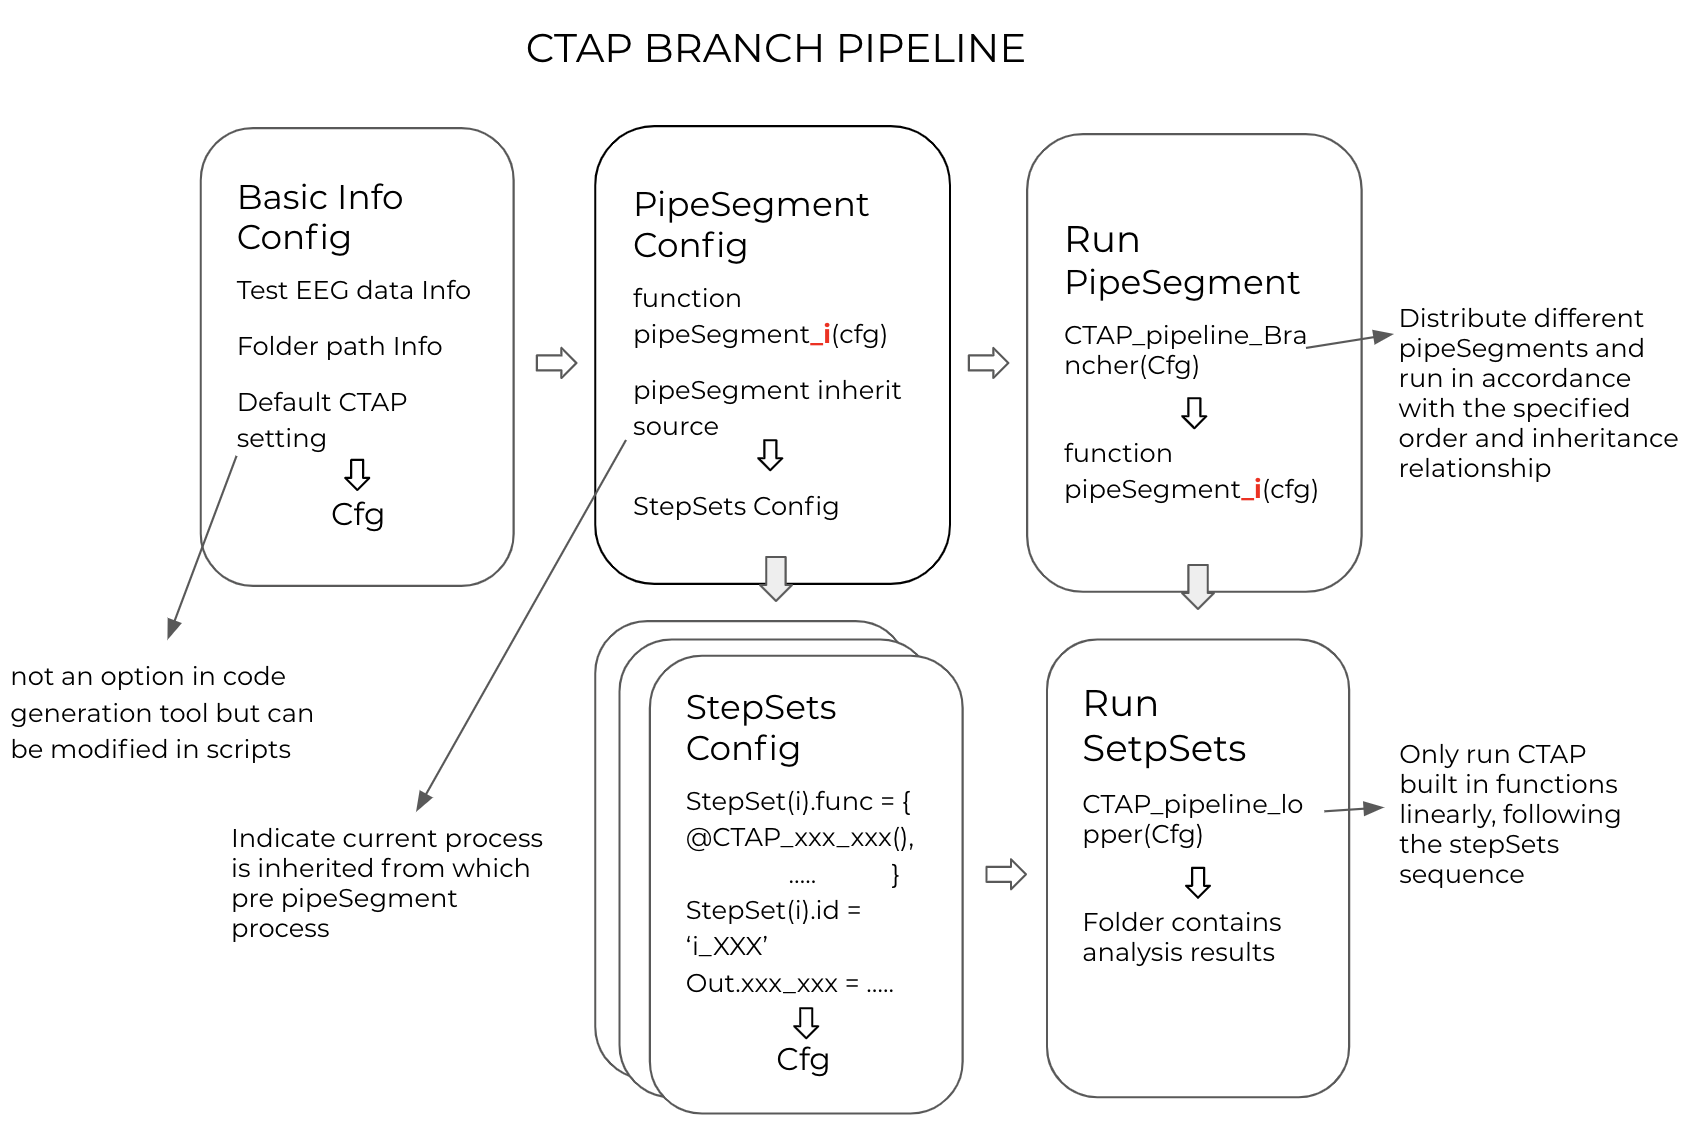 CTAP BRANCH PIPELINE
Basic Info
Config
Test EEG data Info
Folder path Info
Default CTAP
setting
Cfg
not an option in code
generation tool but can
be modified in scripts
PipeSegment
Config
function
pipeSegment_i(cfg)
pipeSegment inherit
source
StepSets Config
Indicate current process
is inherited from which
pre pipeSegment
process
Run
PipeSegment
CTAP_pipeline_Bra
ncher(Cfg)
function
pipeSegment_i(cfg)
Distribute different
pipeSegments and
run in accordance
with the specified
order and inheritance
relationship
StepSets
Config
StepSet(i).func = {
@CTAP_xxx_xxx(),
..... }
StepSet(i).id =
‘i_XXX’
Out.xxx_xxx = .....
Cfg
Run
SetpSets
CTAP_pipeline_lo
pper(Cfg)
Folder contains
analysis results
Only run CTAP
built in functions
linearly, following
the stepSets
sequence